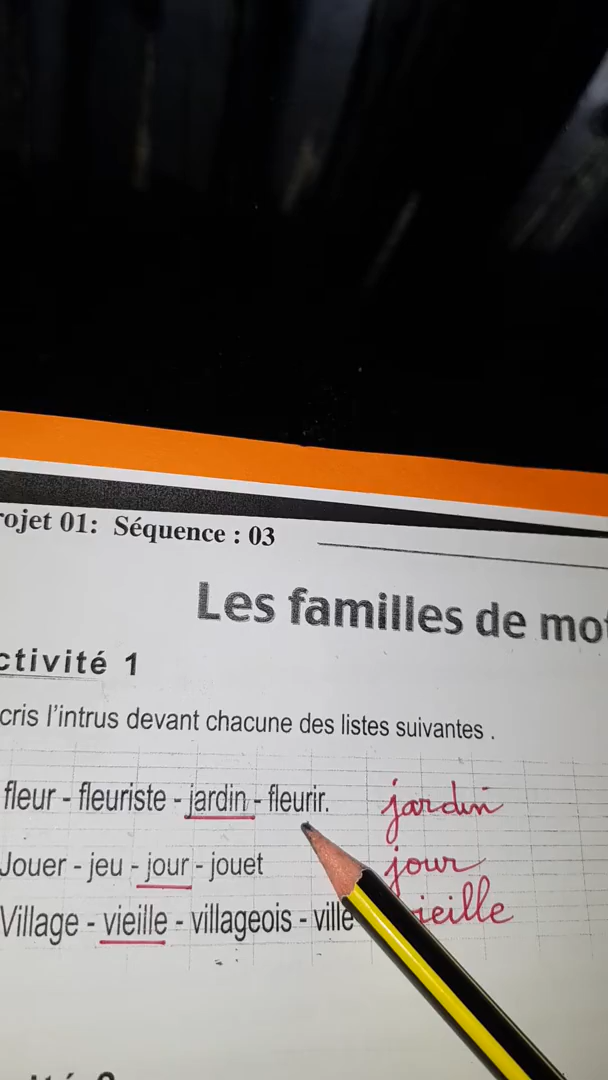 rojet 01: Séquence : 03
Les familles de mo
ctivité 1
cris l'intrus devant chacune des listes suivantes .
fleur - fleuriste - jardin - fleurir. jardin
Jouer - jeu - jour - jouet jour
Village - vieille - villageois - ville ieille